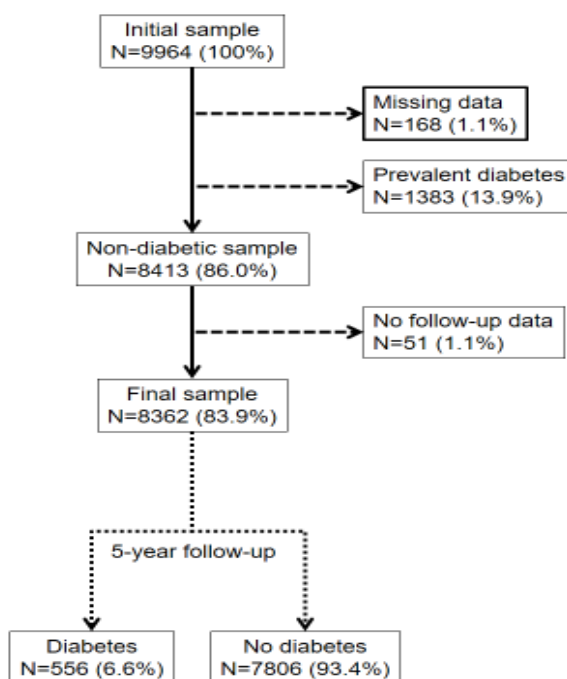 Initial sample
N=9964 (100%)
Missing data
N=168 (1.1%)
Prevalent diabetes
N=1383 (13.9%)
Non-diabetic sample
N=8413 (86.0%)
No follow-up data
N=51 (1.1%)
Final sample
N=8362 (83.9%)
5-year follow-up
Diabetes
N=556 (6.6%)
No diabetes
N=7806 (93.4%)